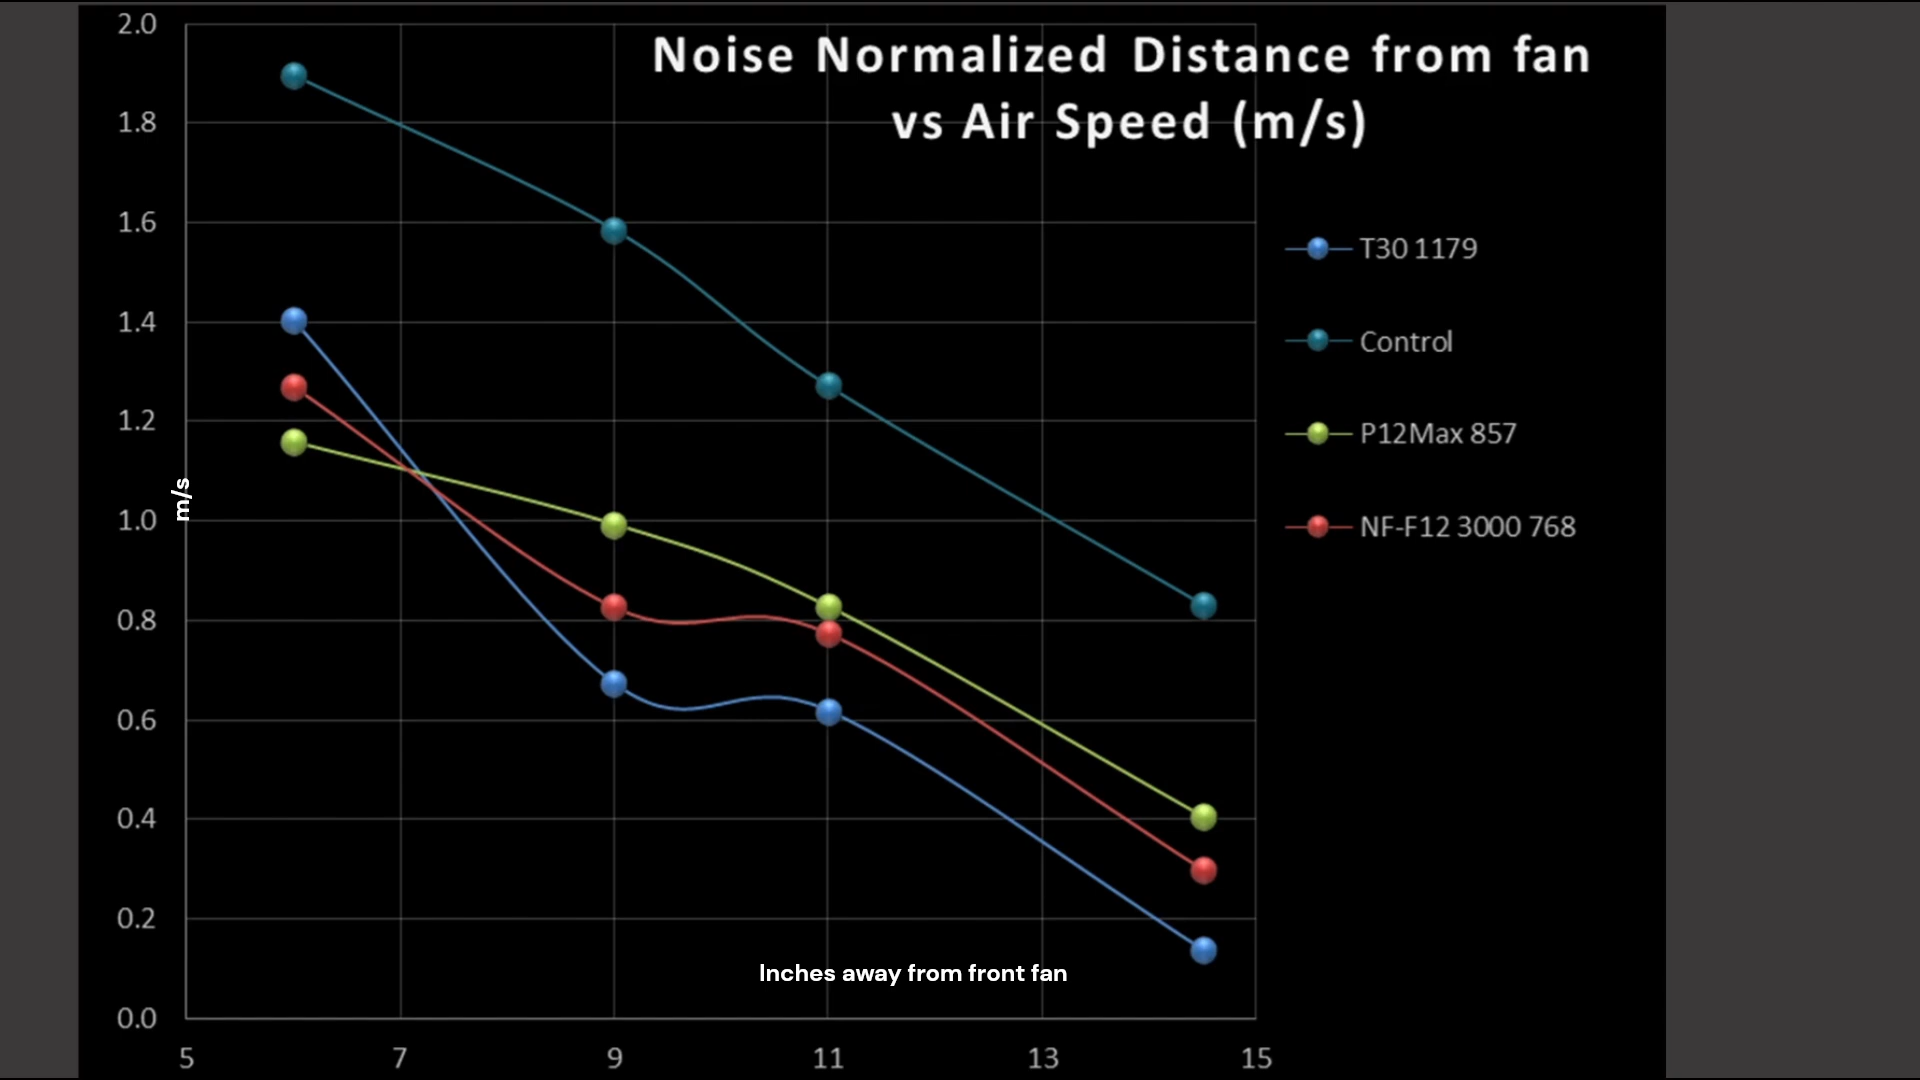 Noise Normalized Distance from fan
vs Air Speed (m/s)
2.0
1.8
1.6
1.4
1.2
1.0
0.8
0.6
0.4
0.2
0.0
m/s
T30 1179
Control
P12Max 857
NF-F12 3000 768
Inches away from front fan
5 7 9 11 13 15